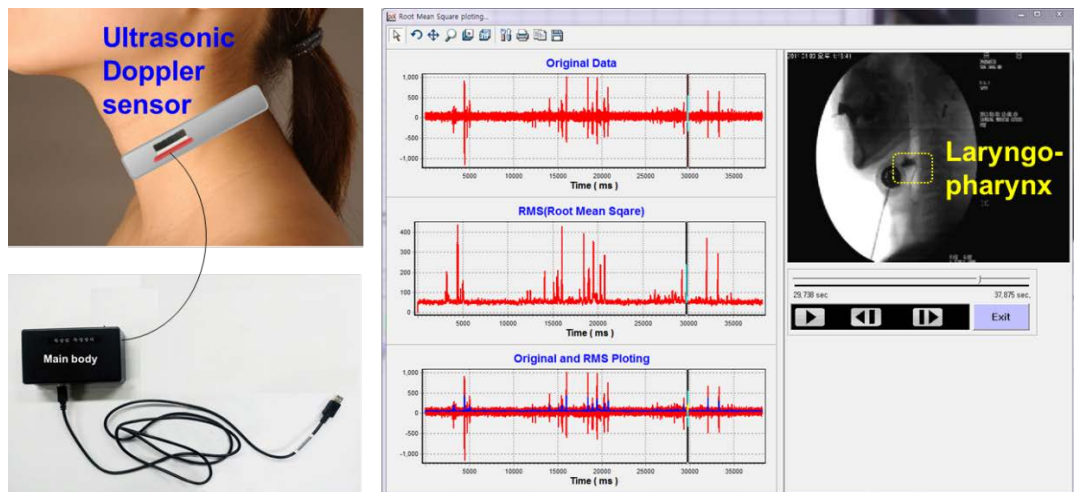 Ultrasonic
Doppler
sensor
Main body
Root Mean Square ploting...
Original Data
1,000
500
0
-500
-1,000
5000 10000 15000 20000 25000 30000 35000
Time ( ms )
RMS(Root Mean Sqare)
400
300
200
100
0
5000 10000 15000 20000 25000 30000 35000
Time ( ms )
Original and RMS Ploting
1,000
500
0
-500
-1,000
5000 10000 15000 20000 25000 30000 35000
Time ( ms )
Laryngo-
pharynx
29,738 sec
37,875 sec,
Exit